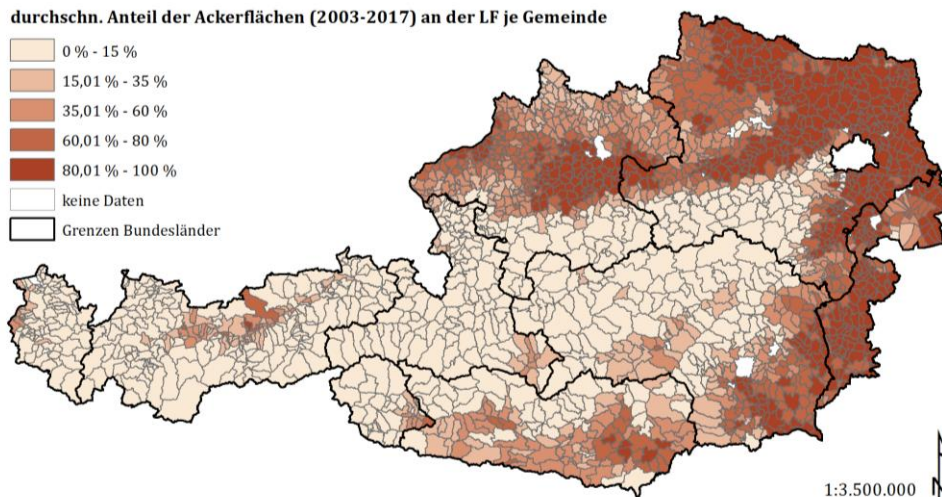 durchschn. Anteil der Ackerflächen (2003-2017) an der LF je Gemeinde
0 % - 15 %
15,01 % - 35 %
35,01 % - 60 %
60,01 % - 80 %
80,01 % - 100 %
keine Daten
Grenzen Bundesländer
1:3.500.000